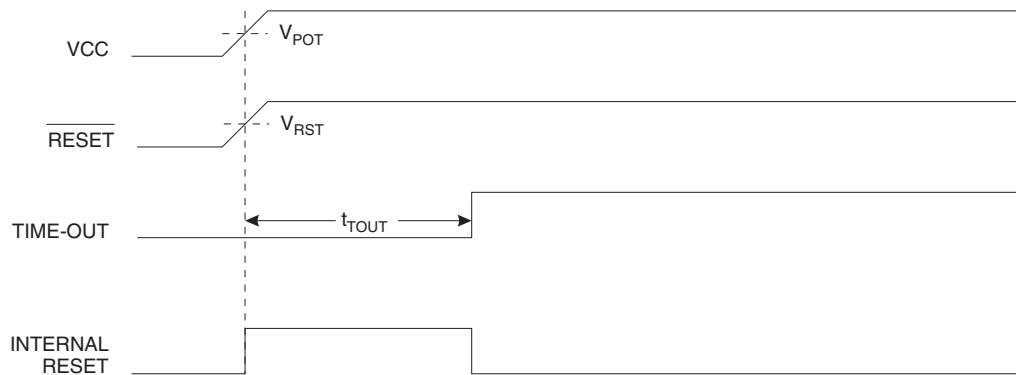 VCC
VPOT
RESET
VRST
TIME-OUT
tTOUT
INTERNAL
RESET